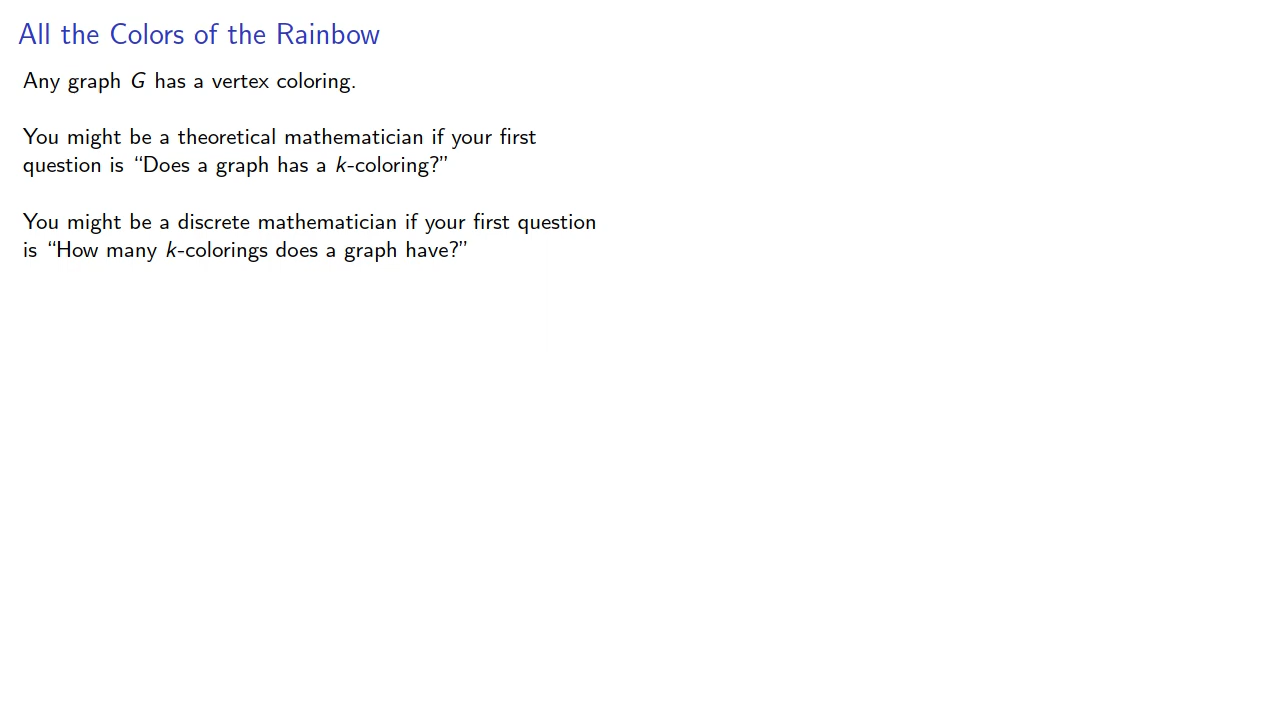 All the Colors of the Rainbow
Any graph G has a vertex coloring.
You might be a theoretical mathematician if your first
question is “Does a graph has a k-coloring?”
You might be a discrete mathematician if your first question
is “How many k-colorings does a graph have?”